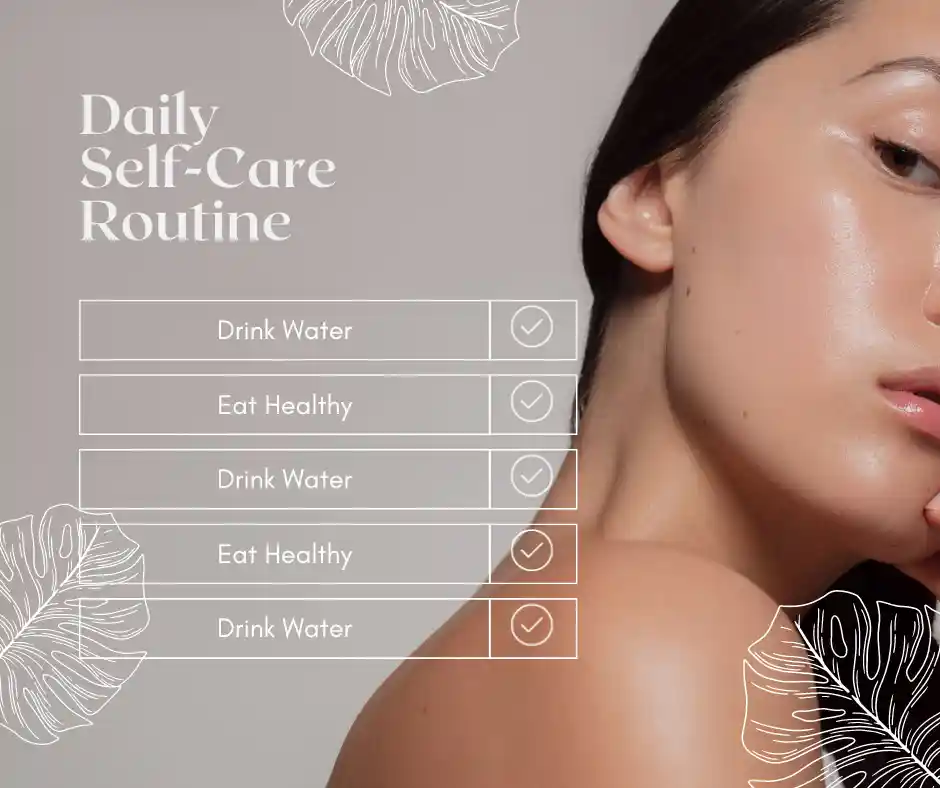 Daily
Self-Care
Routine
Drink Water
Eat Healthy
Drink Water
Eat Healthy
Drink Water